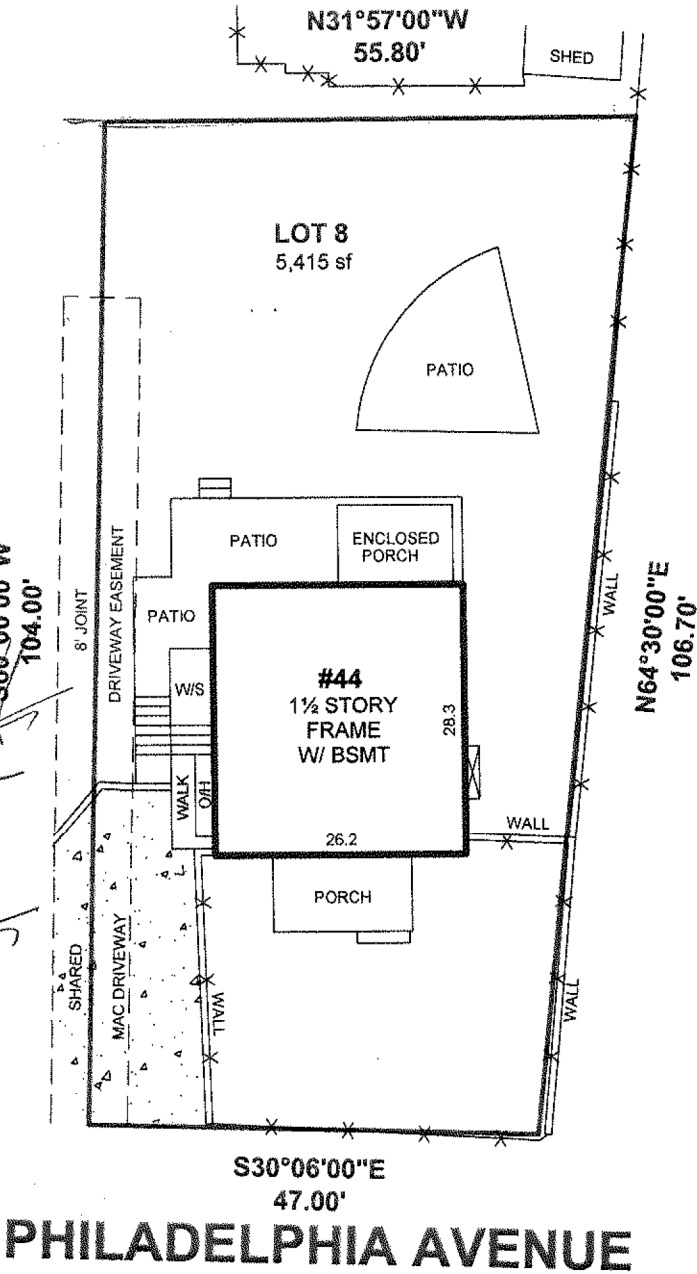 N31°57'00"W
55.80'
SHED
LOT 8
5,415 sf
PATIO
PATIO
ENCLOSED
PORCH
PATIO
W/S
8' JOINT
DRIVEWAY EASEMENT
104.00'
#44
1½ STORY
FRAME
W/ BSMT
28.3
26.2
WALL
N64°30'00"E
106.70'
WALK
O/H
WALL
PORCH
SHARED
MAC DRIVEWAY
WALL
WALL
S30°06'00"E
47.00'
PHILADELPHIA AVENUE